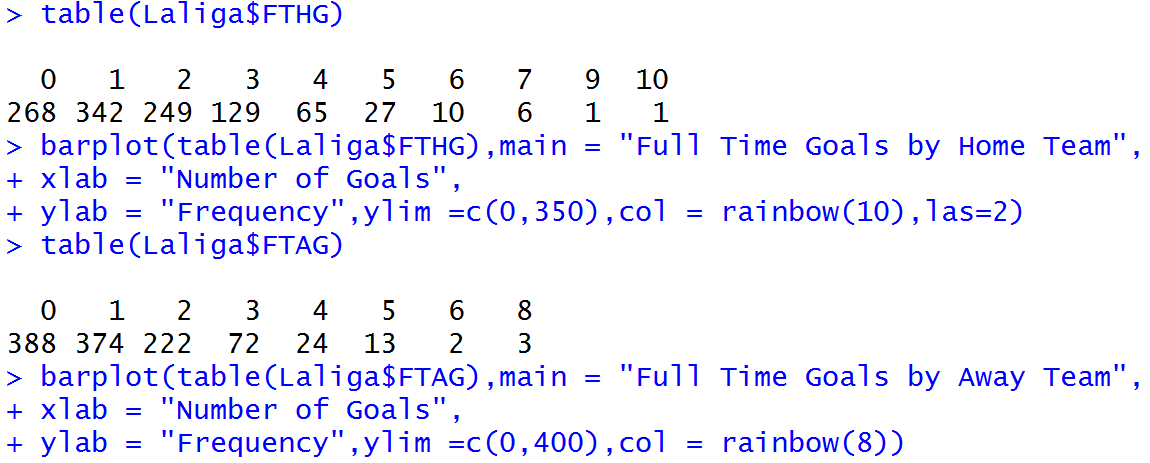 > table(Laliga$FTHG)
0 1 2 3 4 5 6 7 9 10
268 342 249 129 65 27 10 6 1 1
> barplot(table(Laliga$FTHG),main = "Full Time Goals by Home Team",
+ xlab = "Number of Goals",
+ ylab = "Frequency",ylim =c(0,350),col = rainbow(10),las=2)
> table(Laliga$FTAG)
0 1 2 3 4 5 6 8
388 374 222 72 24 13 2 3
> barplot(table(Laliga$FTAG),main = "Full Time Goals by Away Team",
+ xlab = "Number of Goals",
+ ylab = "Frequency",ylim =c(0,400),col = rainbow(8))